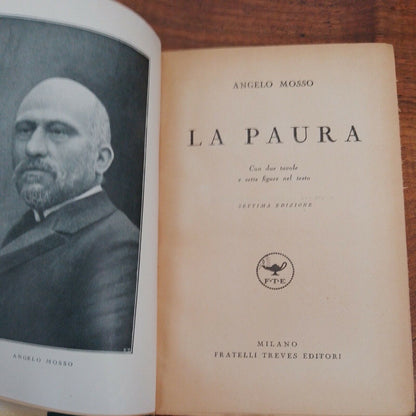 ANGELO MOSSO
ANGELO MOSSO
LA PAURA
Con due tavole
e sette figure nel testo
SETTIMA EDIZIONE
F·T·E
MILANO
FRATELLI TREVES EDITORI